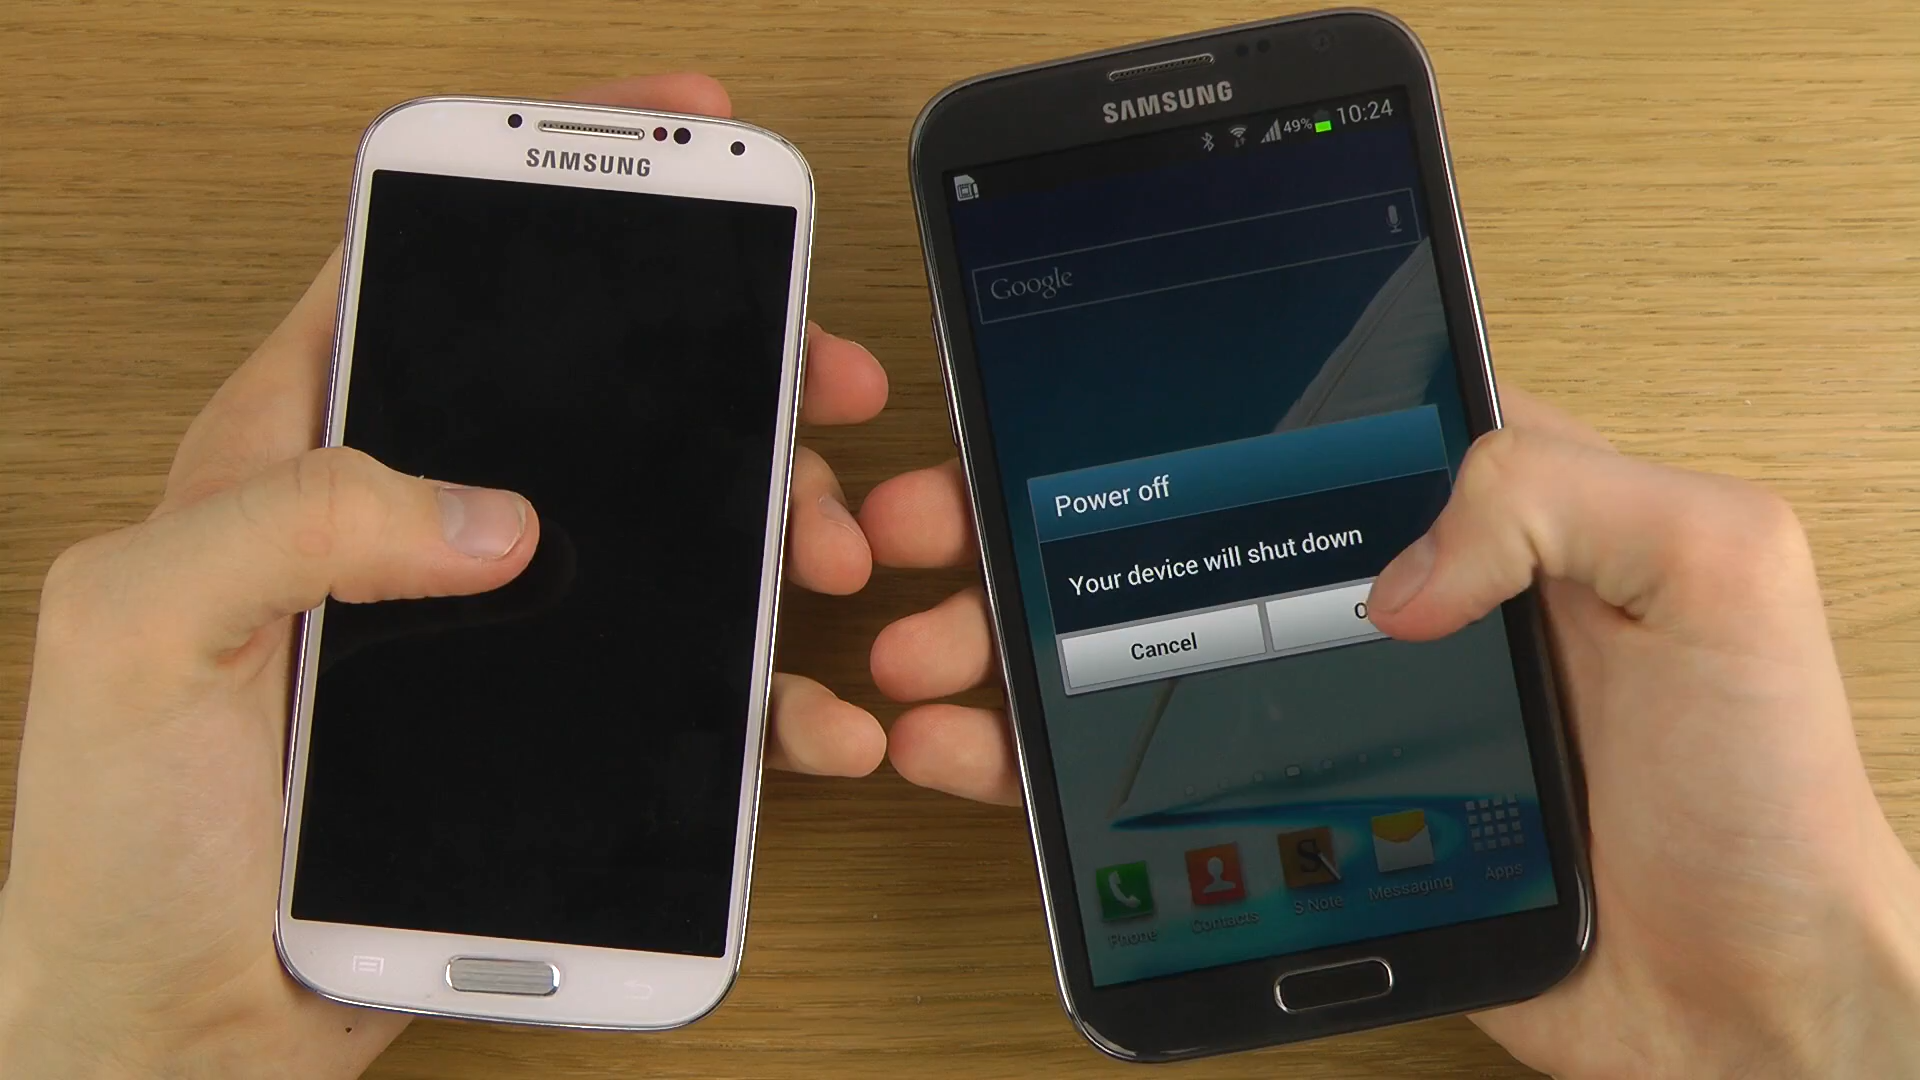 SAMSUNG
SAMSUNG
49% 10:24
Google
Power off
Your device will shut down
Cancel
Phone
Contacts
S Note
Messaging
Apps